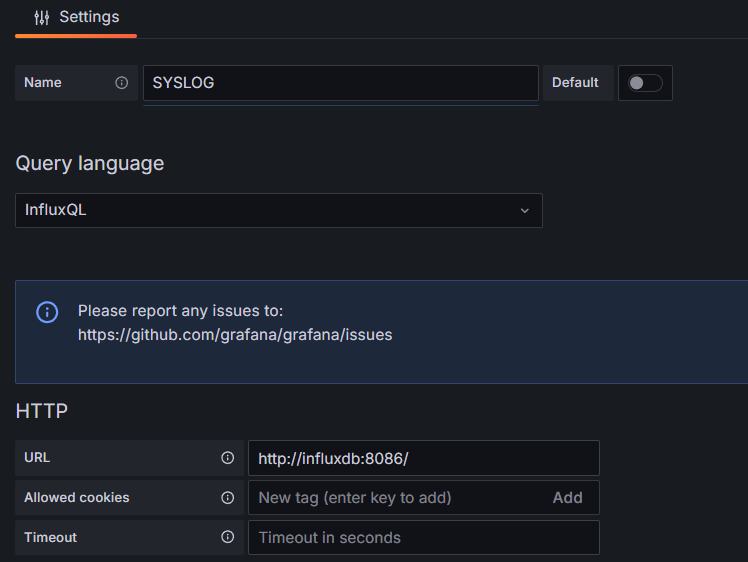 Settings
Name SYSLOG Default
Query language
InfluxQL
Please report any issues to:
https://github.com/grafana/grafana/issues
HTTP
URL http://influxdb:8086/
Allowed cookies New tag (enter key to add) Add
Timeout Timeout in seconds